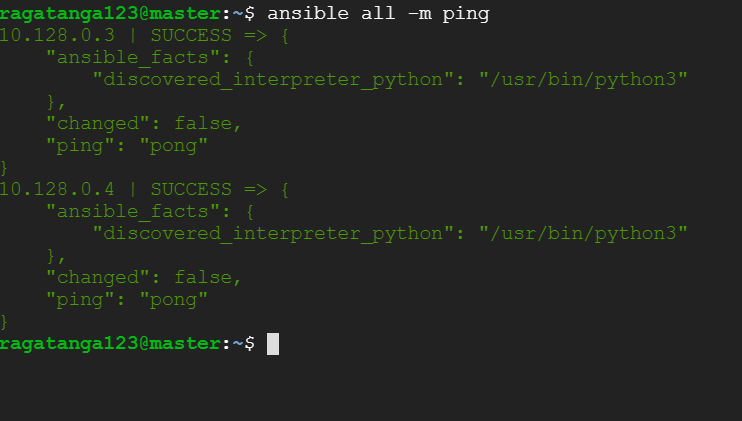 ragatanga123@master:~$ ansible all -m ping
10.128.0.3 | SUCCESS => {
    "ansible_facts": {
        "discovered_interpreter_python": "/usr/bin/python3"
    },
    "changed": false,
    "ping": "pong"
}
10.128.0.4 | SUCCESS => {
    "ansible_facts": {
        "discovered_interpreter_python": "/usr/bin/python3"
    },
    "changed": false,
    "ping": "pong"
}
ragatanga123@master:~$